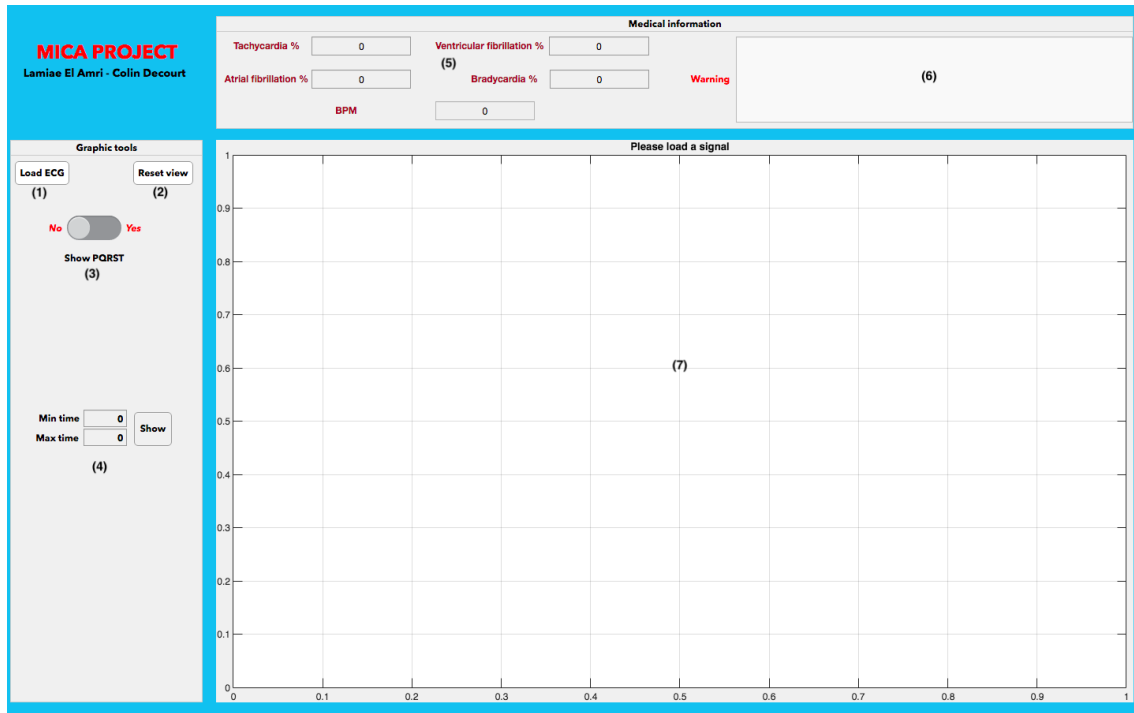 MICA PROJECT
Lamiae El Amri - Colin Decourt
Medical information
Tachycardia % 0 Ventricular fibrillation % 0
(5)
Atrial fibrillation % 0 Bradycardia % 0 Warning (6)
BPM 0
Graphic tools
Load ECG Reset view
(1) (2)
No Yes
Show PQRST
(3)
Min time 0
Max time 0
Show
(4)
Please load a signal
1
0.9
0.8
0.7
0.6
(7)
0.5
0.4
0.3
0.2
0.1
0
0 0.1 0.2 0.3 0.4 0.5 0.6 0.7 0.8 0.9 1